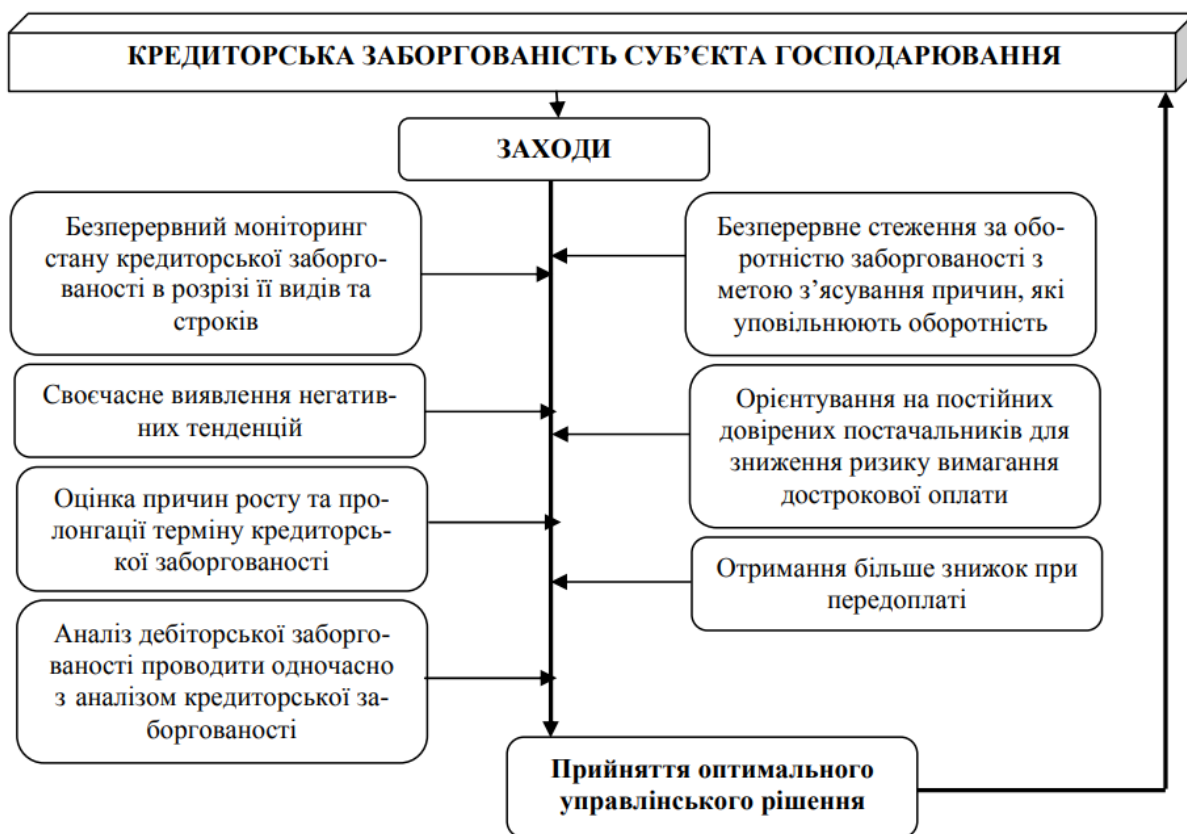 КРЕДИТОРСЬКА ЗАБОРГОВАНІСТЬ СУБ’ЄКТА ГОСПОДАРЮВАННЯ
ЗАХОДИ
Безперервний моніторинг
стану кредиторської заборго-
ваності в розрізі її видів та
строків
Своєчасне виявлення негатив-
них тенденцій
Оцінка причин росту та про-
лонгації терміну кредиторсь-
кої заборгованості
Аналіз дебіторської заборго-
ваності проводити одночасно
з аналізом кредиторської за-
боргованості
Безперервне стеження за обо-
ротністю заборгованості з
метою з’ясування причин, які
уповільнюють оборотність
Орієнтування на постійних
довірених постачальників для
зниження ризику вимагання
дострокової оплати
Отримання більше знижок при
передоплаті
Прийняття оптимального
управлінського рішення